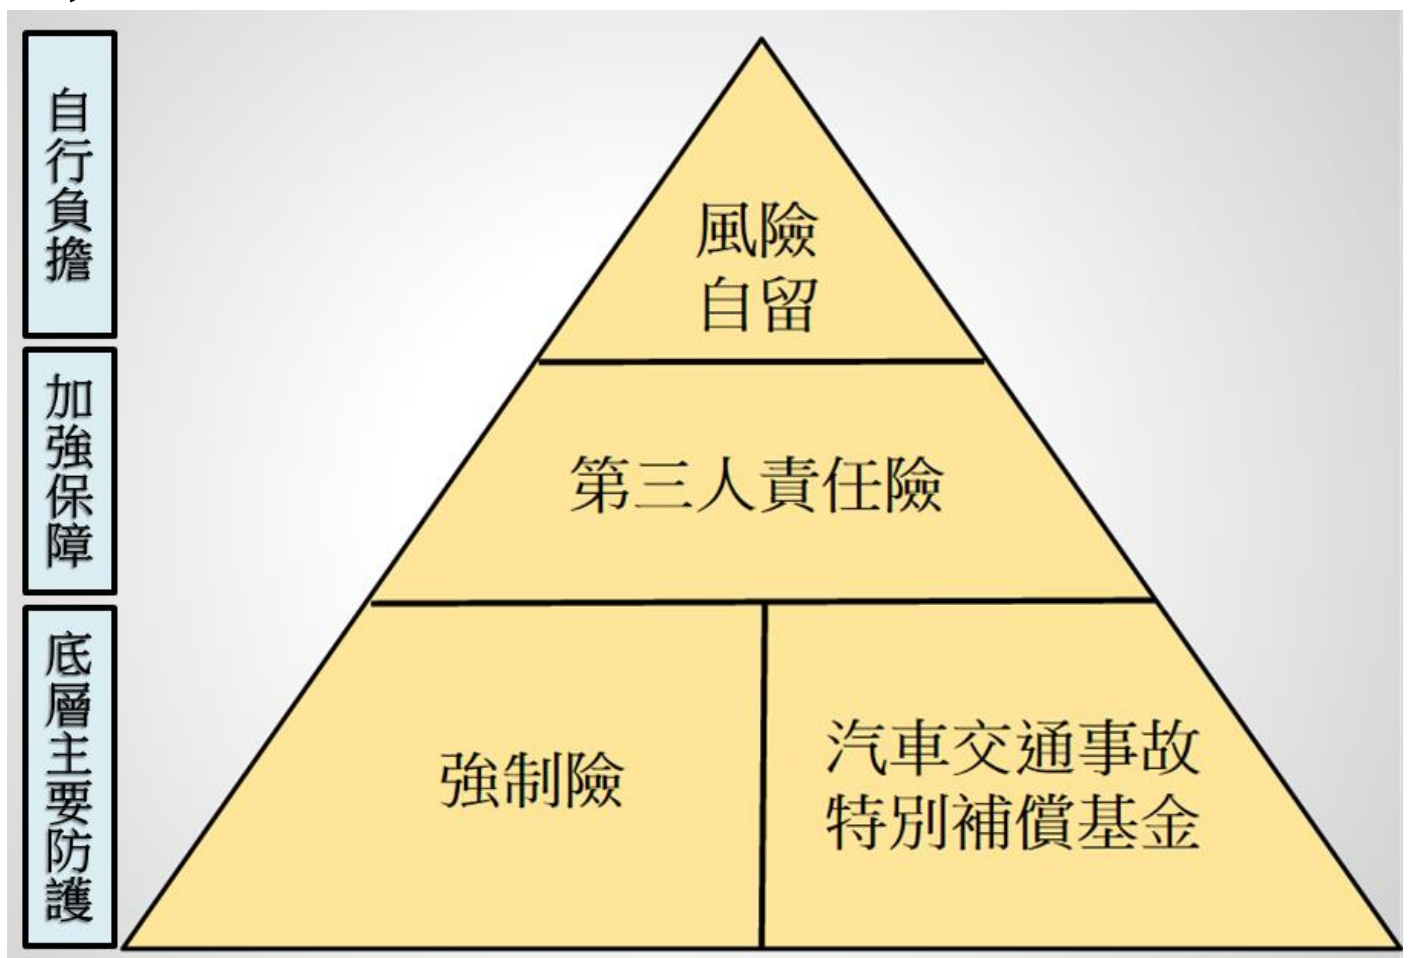 自行負擔
風險
自留
加強保障
第三人責任險
底層主要防護
強制險
汽車交通事故
特別補償基金